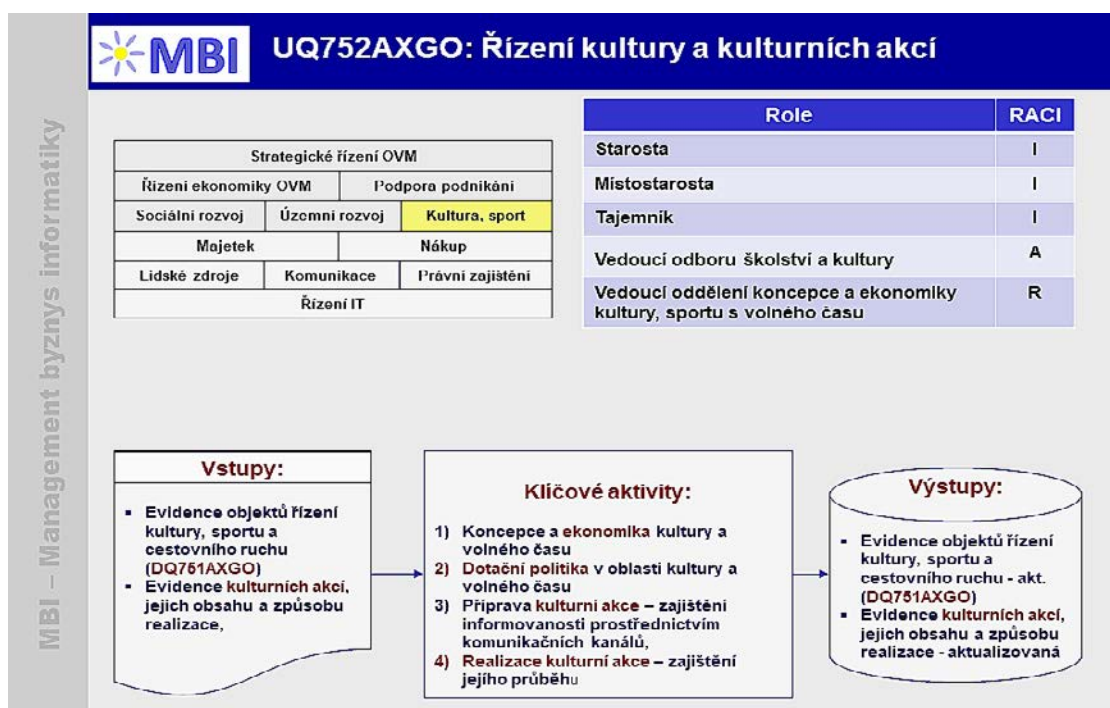 MBI
UQ752AXGO: Řízení kultury a kulturních akcí
MBI – Management byznys informatiky
Strategické řízení OVM
Řízení ekonomiky OVM
Podpora podnikání
Sociální rozvoj
Územní rozvoj
Kultura, sport
Majetek
Nákup
Lidské zdroje
Komunikace
Právní zajištění
Řízení IT
Role RACI
Starosta I
Místostarosta I
Tajemník I
Vedoucí odboru školství a kultury A
Vedoucí oddělení koncepce a ekonomiky R
kultury, sportu s volného času
Vstupy:
▪ Evidence objektů řízení
kultury, sportu a
cestovního ruchu
(DQ751AXGO)
▪ Evidence kulturních akcí,
jejich obsahu a způsobu
realizace,
Klíčové aktivity:
1) Koncepce a ekonomika kultury a
volného času
2) Dotační politika v oblasti kultury a
volného času
3) Příprava kulturní akce – zajištění
informovanosti prostřednictvím
komunikačních kanálů,
4) Realizace kulturní akce – zajištění
jejího průběhu
Výstupy:
▪ Evidence objektů řízení
kultury, sportu a
cestovního ruchu - akt.
(DQ751AXGO)
▪ Evidence kulturních akcí,
jejich obsahu a způsobu
realizace - aktualizovaná